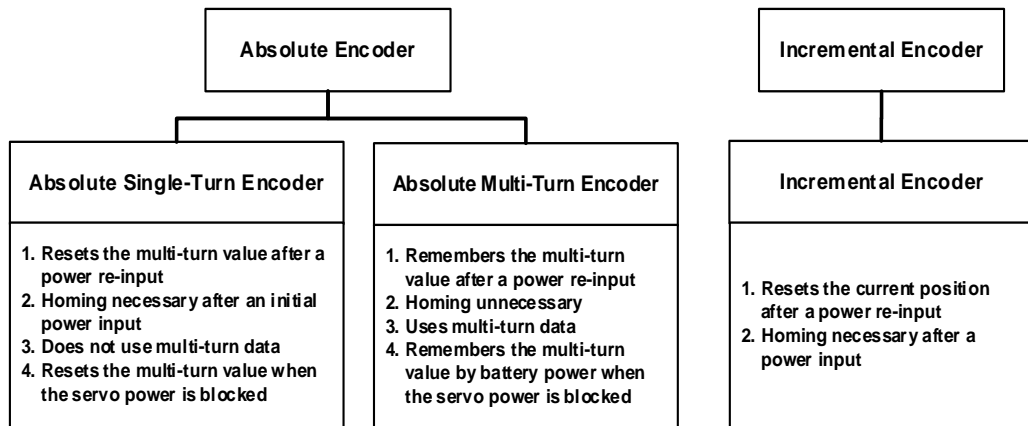 Absolute Encoder
Incremental Encoder
Absolute Single-Turn Encoder
1. Resets the multi-turn value after a
power re-input
2. Homing necessary after an initial
power input
3. Does not use multi-turn data
4. Resets the multi-turn value when
the servo power is blocked
Absolute Multi-Turn Encoder
1. Remembers the multi-turn
value after a power re-input
2. Homing unnecessary
3. Uses multi-turn data
4. Remembers the multi-turn
value by battery power when
the servo power is blocked
Incremental Encoder
1. Resets the current position
after a power re-input
2. Homing necessary after a
power input